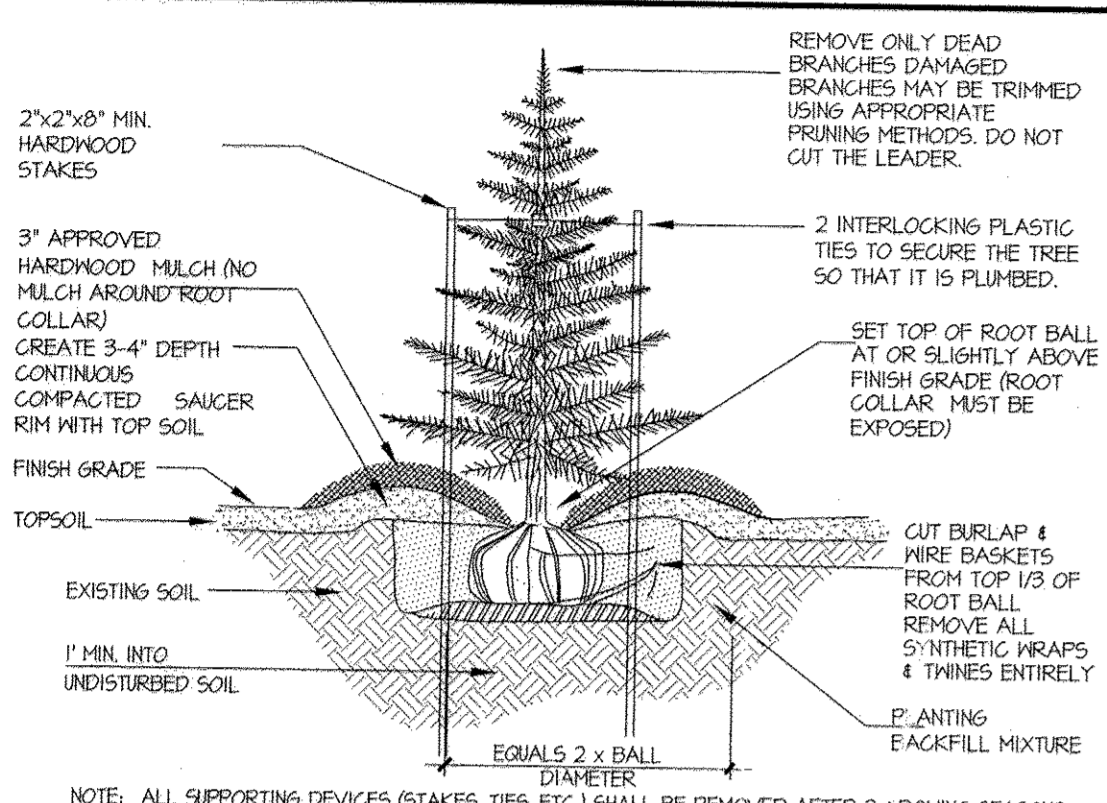 REMOVE ONLY DEAD
BRANCHES DAMAGED
BRANCHES MAY BE TRIMMED
USING APPROPRIATE
PRUNING METHODS. DO NOT
CUT THE LEADER.
2"x2"x8" MIN.
HARDWOOD
STAKES
2 INTERLOCKING PLASTIC
TIES TO SECURE THE TREE
SO THAT IT IS PLUMBED.
3" APPROVED
HARDWOOD MULCH (NO
MULCH AROUND ROOT
COLLAR)
CREATE 3-4" DEPTH
CONTINUOUS
COMPACTED SAUCER
RIM WITH TOP SOIL
SET TOP OF ROOT BALL
AT OR SLIGHTLY ABOVE
FINISH GRADE (ROOT
COLLAR MUST BE
EXPOSED)
FINISH GRADE
TOPSOIL
EXISTING SOIL
1' MIN. INTO
UNDISTURBED SOIL
CUT BURLAP &
WIRE BASKETS
FROM TOP 1/3 OF
ROOT BALL
REMOVE ALL
SYNTHETIC WRAPS
& TWINES ENTIRELY
PLANTING
BACKFILL MIXTURE
EQUALS 2 x BALL
DIAMETER
NOTE: ALL SUPPORTING DEVICES (STAKES, TIES, ETC.) SHALL BE REMOVED AFTER 2 GROWING SEASONS